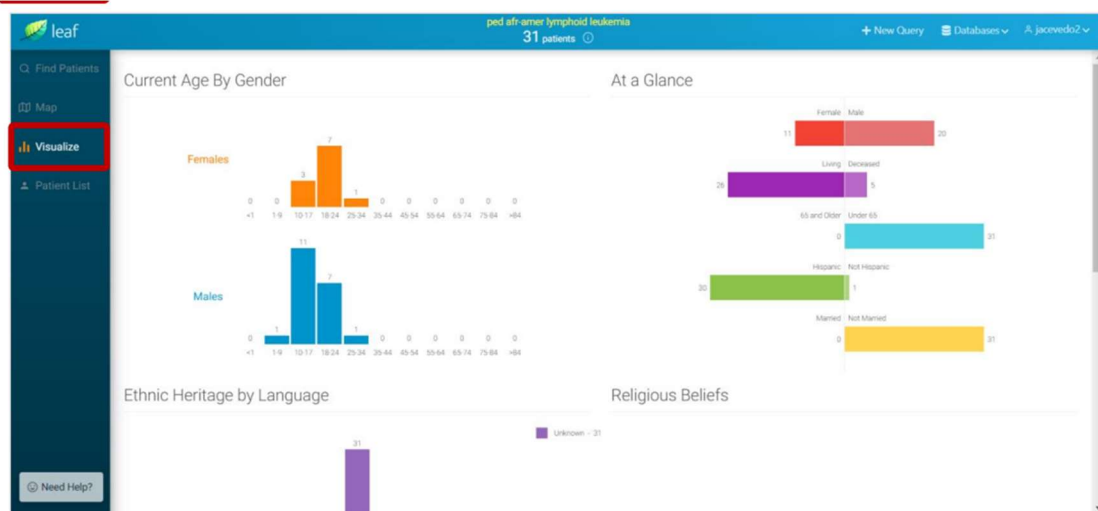 leaf
ped afr-amer lymphoid leukemia
31 patients
+ New Query
Databases
jacevedo2
Find Patients
Map
Visualize
Patient List
Need Help?
Current Age By Gender
Females
0 0 3 7 1 0 0 0 0 0 0
<1 1-9 10-17 18-24 25-34 35-44 45-54 55-64 65-74 75-84 >84
Males
0 1 11 7 1 0 0 0 0 0 0
<1 1-9 10-17 18-24 25-34 35-44 45-54 55-64 65-74 75-84 >84
At a Glance
Female Male
11 20
Living Deceased
26 5
65 and Older Under 65
0 31
Hispanic Not Hispanic
30 1
Married Not Married
0 31
Ethnic Heritage by Language
31
Unknown - 31
Religious Beliefs